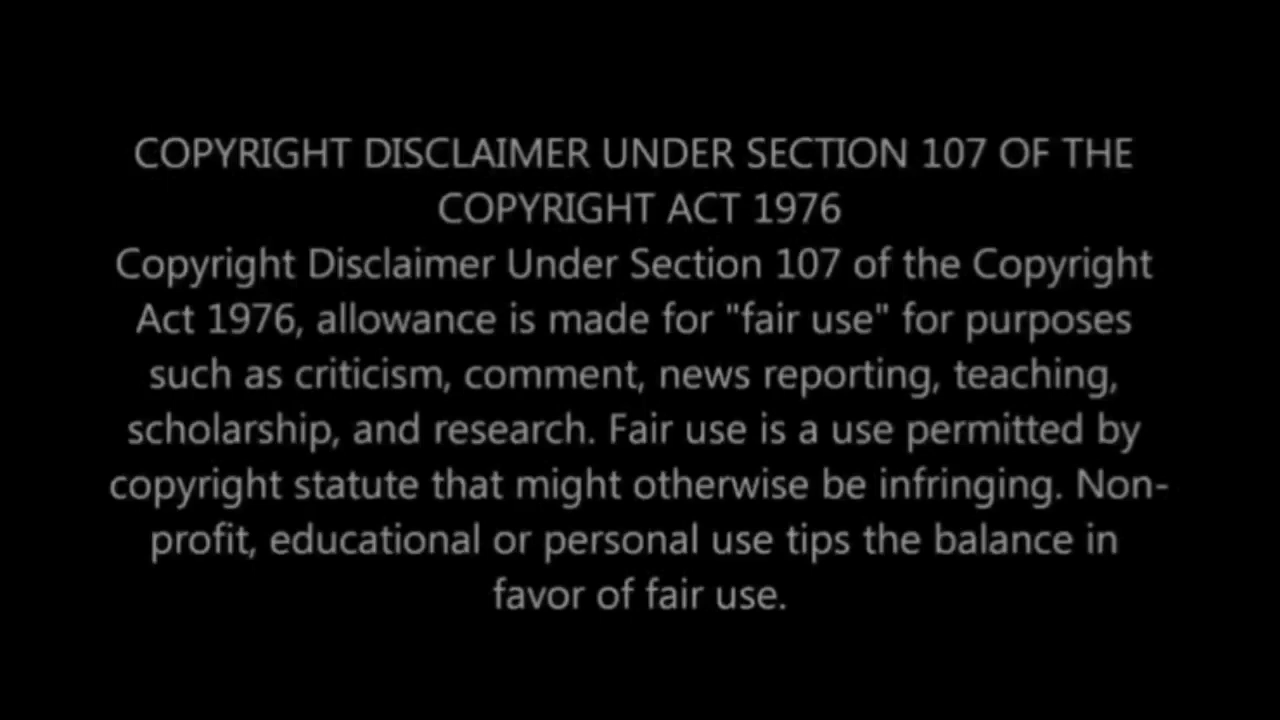 COPYRIGHT DISCLAIMER UNDER SECTION 107 OF THE
COPYRIGHT ACT 1976
Copyright Disclaimer Under Section 107 of the Copyright
Act 1976, allowance is made for "fair use" for purposes
such as criticism, comment, news reporting, teaching,
scholarship, and research. Fair use is a use permitted by
copyright statute that might otherwise be infringing. Non-
profit, educational or personal use tips the balance in
favor of fair use.